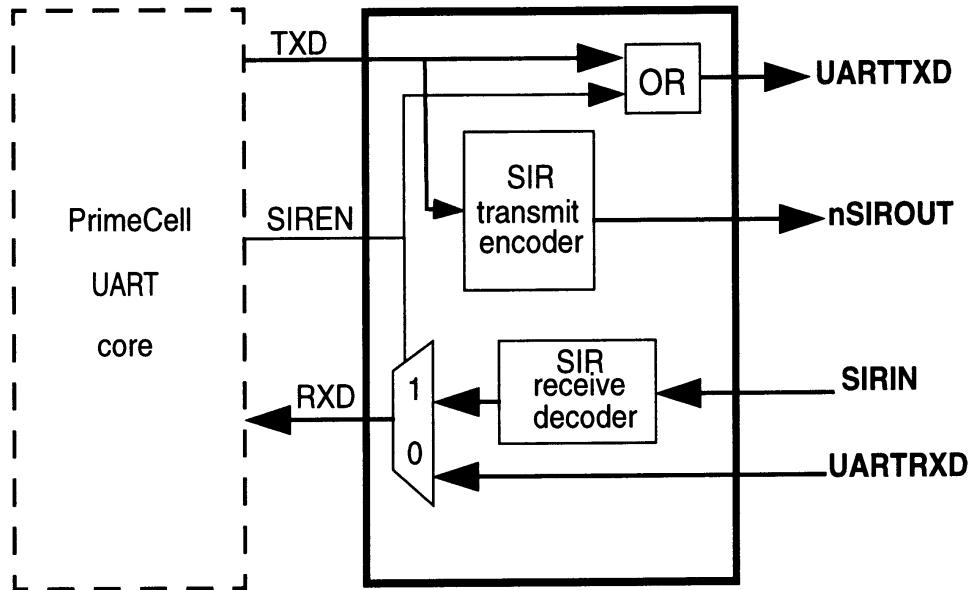 TXD
OR
UARTTXD
SIR
transmit
encoder
nSIROUT
PrimeCell
UART
core
SIREN
RXD
1
0
SIR
receive
decoder
SIRIN
UARTRXD